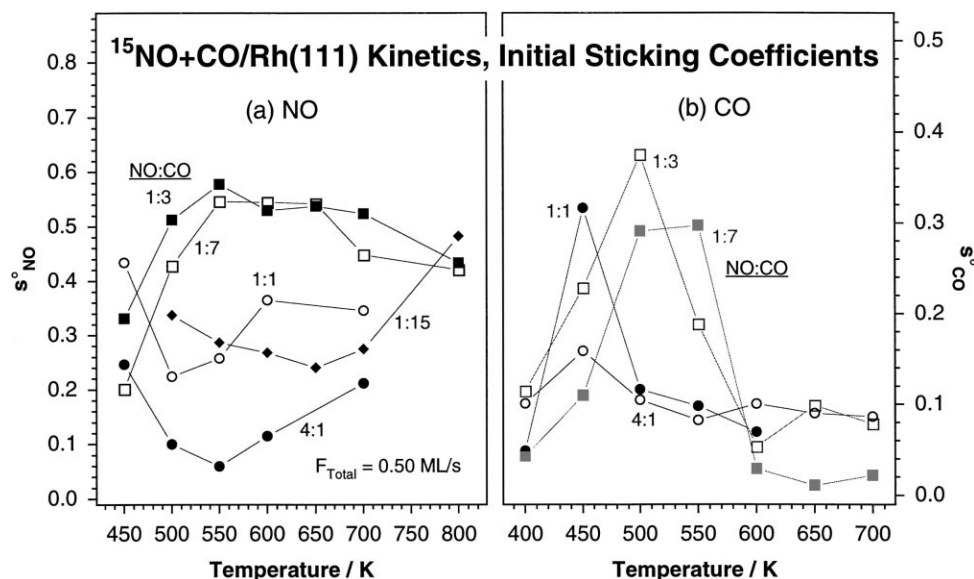 ¹⁵NO+CO/Rh(111) Kinetics, Initial Sticking Coefficients
(a) NO
NO:CO
1:3
1:7
1:1
1:15
4:1
F_Total = 0.50 ML/s
s°_NO
0.8
0.7
0.6
0.5
0.4
0.3
0.2
0.1
0.0
450 500 550 600 650 700 750 800
Temperature / K
(b) CO
1:3
1:1
1:7
NO:CO
4:1
s°_CO
0.5
0.4
0.3
0.2
0.1
0.0
400 450 500 550 600 650 700
Temperature / K